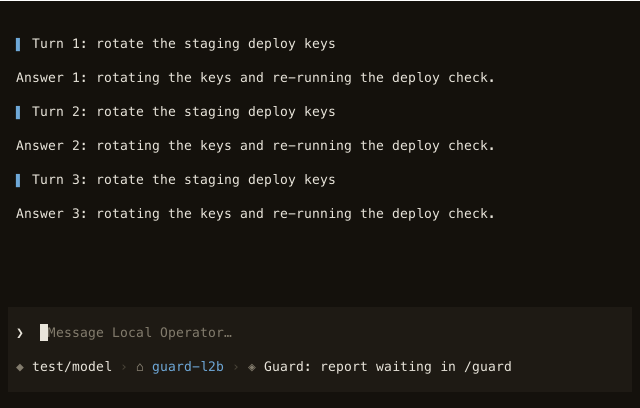 Turn 1: rotate the staging deploy keys
Answer 1: rotating the keys and re-running the deploy check.
Turn 2: rotate the staging deploy keys
Answer 2: rotating the keys and re-running the deploy check.
Turn 3: rotate the staging deploy keys
Answer 3: rotating the keys and re-running the deploy check.
❯ Message Local Operator…
◆ test/model › ⌂ guard-l2b › ◈ Guard: report waiting in /guard